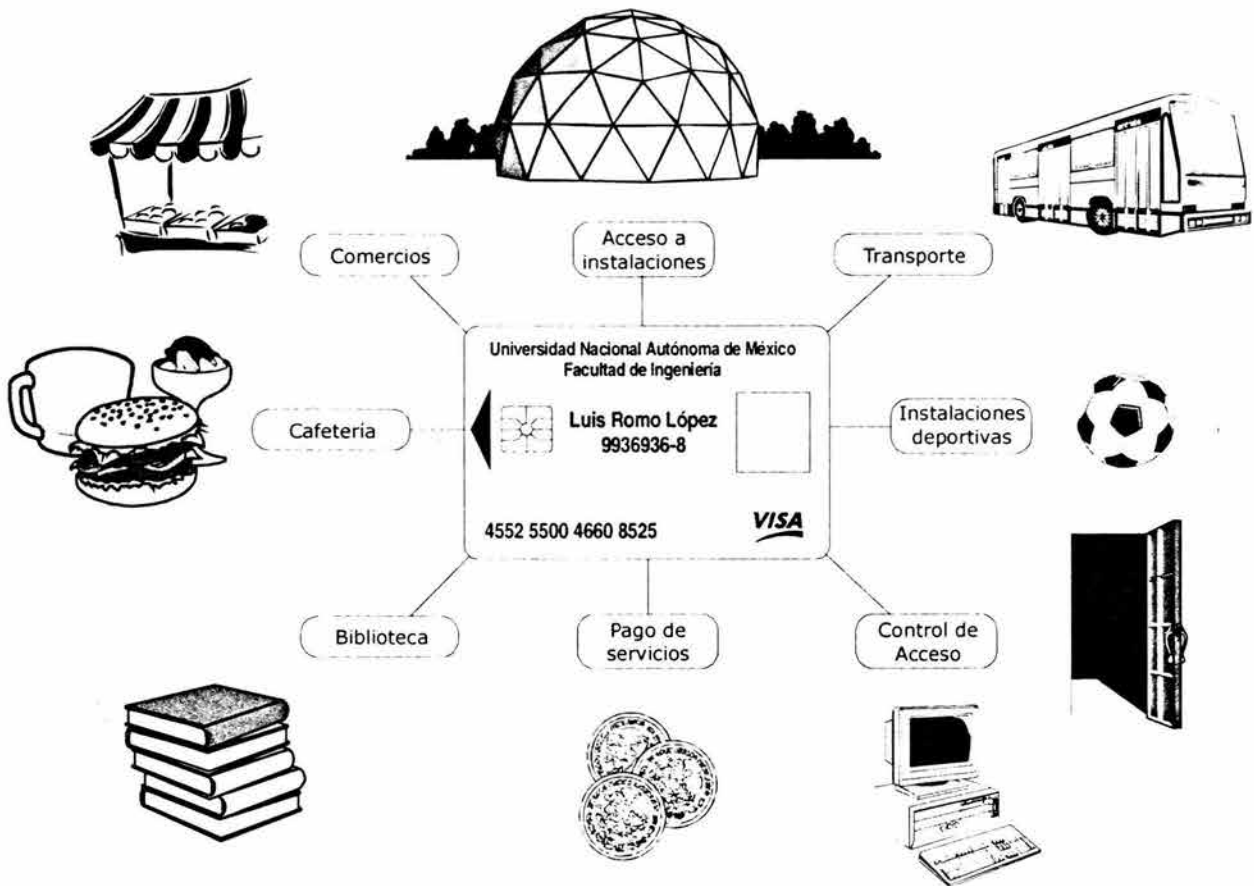 Comercios
Acceso a
instalaciones
Transporte
Universidad Nacional Autónoma de México
Facultad de Ingeniería
Cafeteria
Luis Romo López
9936936-8
Instalaciones
deportivas
4552 5500 4660 8525
VISA
Biblioteca
Pago de
servicios
Control de
Acceso